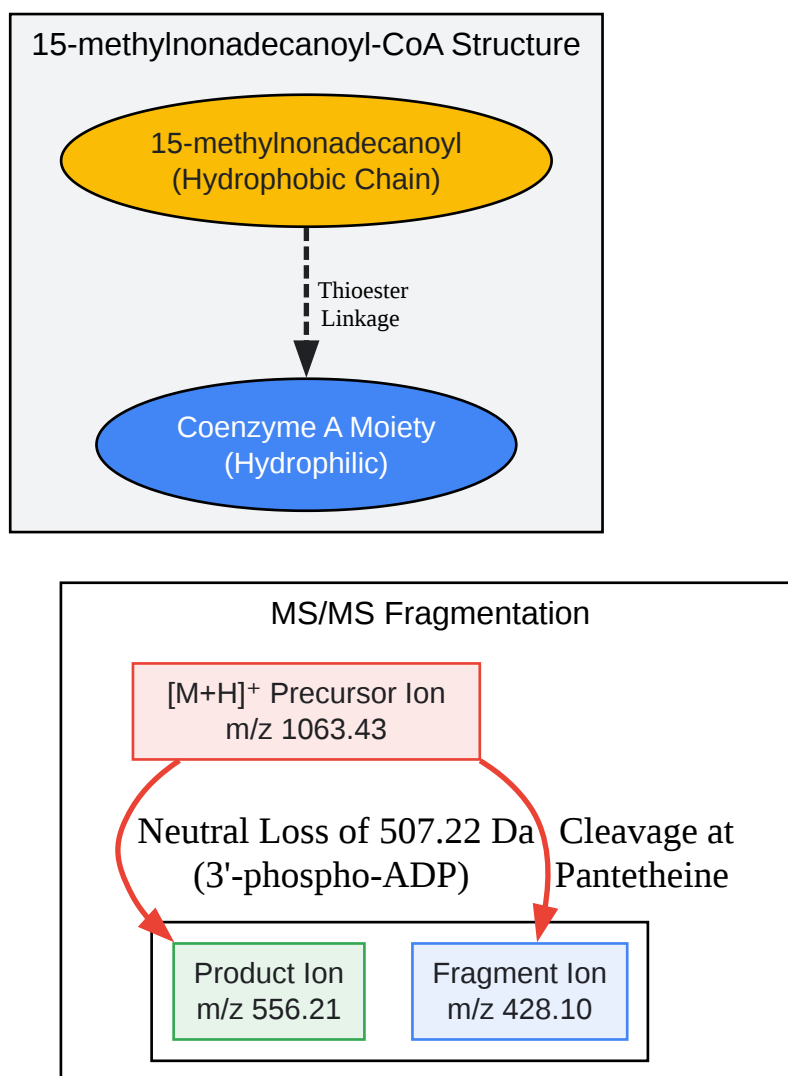 15-methylnonadecanoyl-CoA Structure
15-methylnonadecanoyl
(Hydrophobic Chain)
Thioester
Linkage
Coenzyme A Moiety
(Hydrophilic)
MS/MS Fragmentation
[M+H]⁺ Precursor Ion
m/z 1063.43
Neutral Loss of 507.22 Da
(3'-phospho-ADP)
Cleavage at
Pantetheine
Product Ion
m/z 556.21
Fragment Ion
m/z 428.10